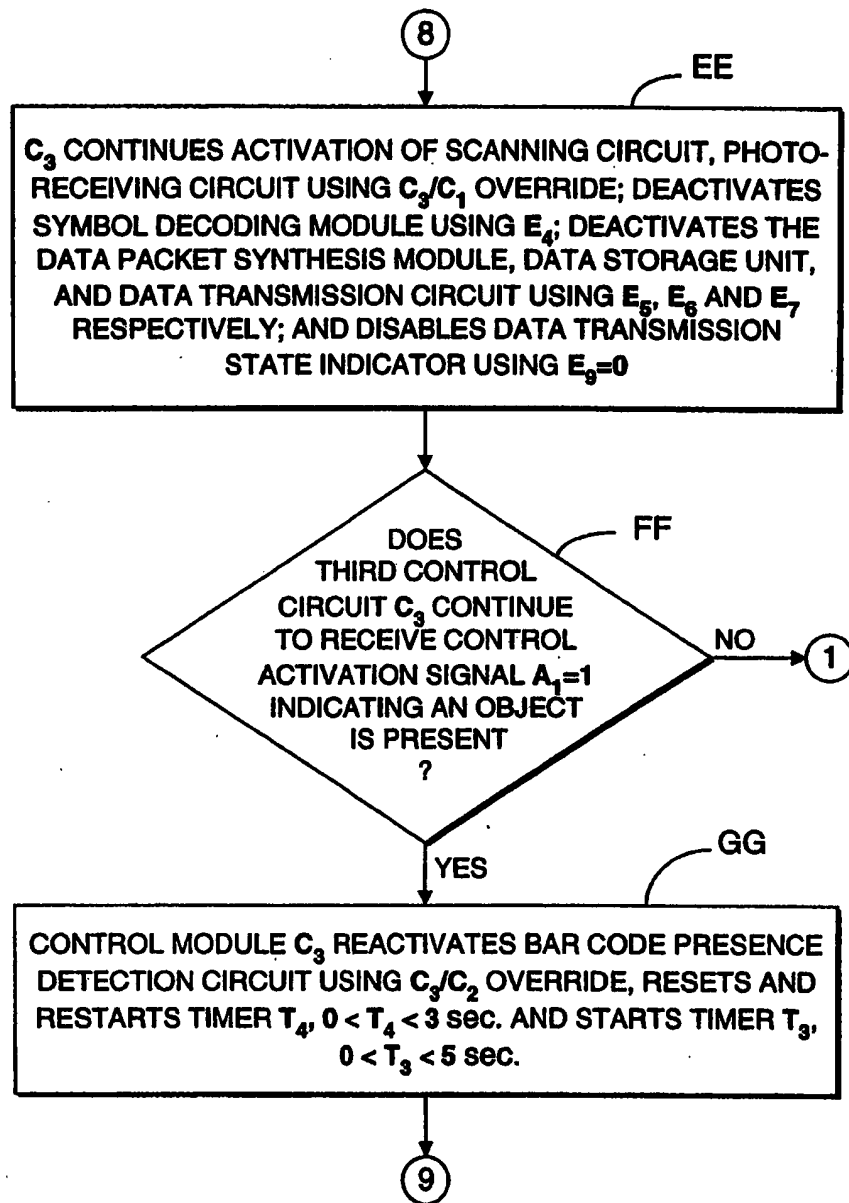 8
EE
C₃ CONTINUES ACTIVATION OF SCANNING CIRCUIT, PHOTO-
RECEIVING CIRCUIT USING C₃/C₁ OVERRIDE; DEACTIVATES
SYMBOL DECODING MODULE USING E₄; DEACTIVATES THE
DATA PACKET SYNTHESIS MODULE, DATA STORAGE UNIT,
AND DATA TRANSMISSION CIRCUIT USING E₅, E₆ AND E₇
RESPECTIVELY; AND DISABLES DATA TRANSMISSION
STATE INDICATOR USING E₉=0
FF
DOES
THIRD CONTROL
CIRCUIT C₃ CONTINUE
TO RECEIVE CONTROL
ACTIVATION SIGNAL A₁=1
INDICATING AN OBJECT
IS PRESENT
?
NO
1
YES
GG
CONTROL MODULE C₃ REACTIVATES BAR CODE PRESENCE
DETECTION CIRCUIT USING C₃/C₂ OVERRIDE, RESETS AND
RESTARTS TIMER T₄, 0 < T₄ < 3 sec. AND STARTS TIMER T₃,
0 < T₃ < 5 sec.
9